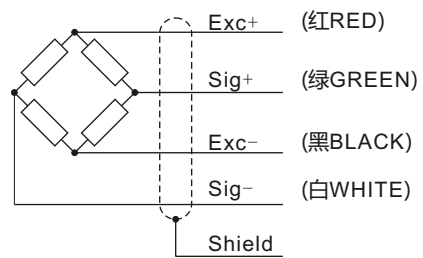 Exc+ (红RED)
Sig+ (绿GREEN)
Exc− (黑BLACK)
Sig− (白WHITE)
Shield